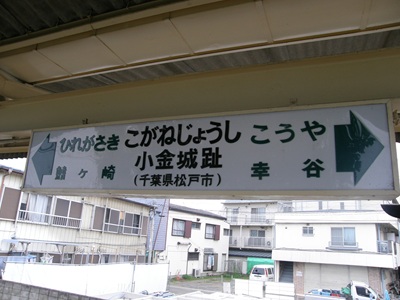 ひれがさき こがねじょうし こうや
鰭ヶ崎 小金城趾 幸谷
(千葉県松戸市)